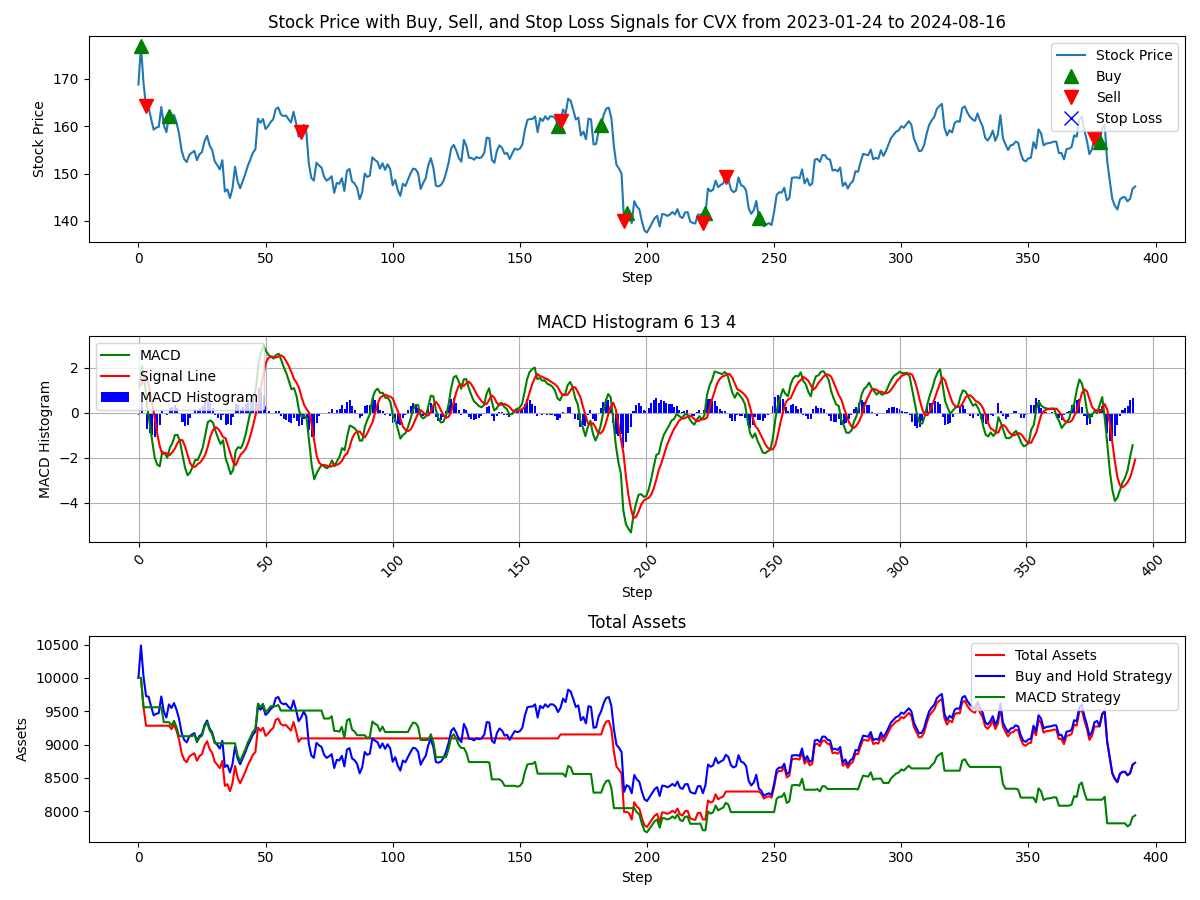 Stock Price with Buy, Sell, and Stop Loss Signals for CVX from 2023-01-24 to 2024-08-16
Stock Price
170
160
150
140
Stock Price
Buy
Sell
Stop Loss
0 50 100 150 200 250 300 350 400
Step
MACD Histogram 6 13 4
MACD Histogram
2
0
−2
−4
MACD
Signal Line
MACD Histogram
0 50 100 150 200 250 300 350 400
Step
Total Assets
Assets
10500
10000
9500
9000
8500
8000
Total Assets
Buy and Hold Strategy
MACD Strategy
0 50 100 150 200 250 300 350 400
Step